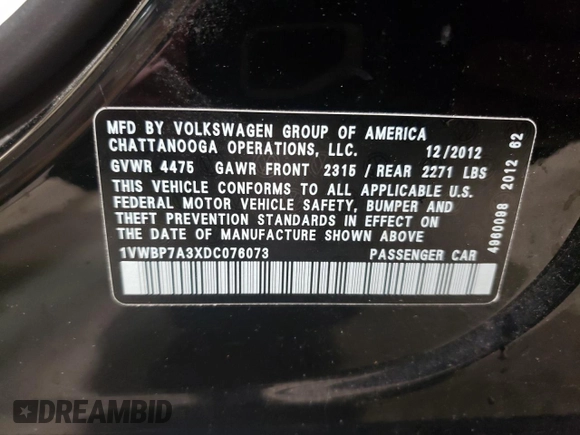 MFD BY VOLKSWAGEN GROUP OF AMERICA
CHATTANOOGA OPERATIONS, LLC. 12/2012
GVWR 4475 GAWR FRONT 2315 / REAR 2271 LBS
THIS VEHICLE CONFORMS TO ALL APPLICABLE U.S.
FEDERAL MOTOR VEHICLE SAFETY, BUMPER AND
THEFT PREVENTION STANDARDS IN EFFECT ON
THE DATE OF MANUFACTURE SHOWN ABOVE
1VWBP7A3XDC076073 PASSENGER CAR
4960098 2012 62
DREAMBID